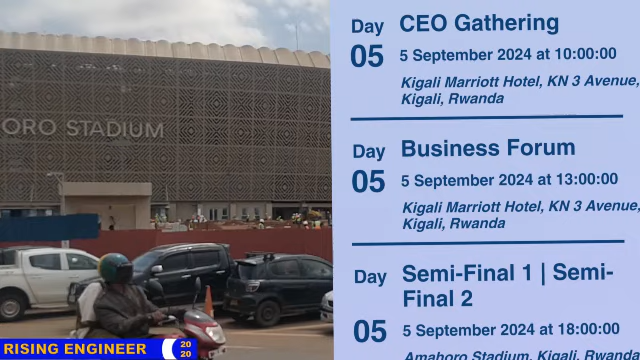 ORO STADIUM
RISING ENGINEER
20
20
Day
05
CEO Gathering
5 September 2024 at 10:00:00
Kigali Marriott Hotel, KN 3 Avenue,
Kigali, Rwanda
Day
05
Business Forum
5 September 2024 at 13:00:00
Kigali Marriott Hotel, KN 3 Avenue,
Kigali, Rwanda
Day
05
Semi-Final 1 | Semi-
Final 2
5 September 2024 at 18:00:00
Amahoro Stadium, Kigali, Rwanda